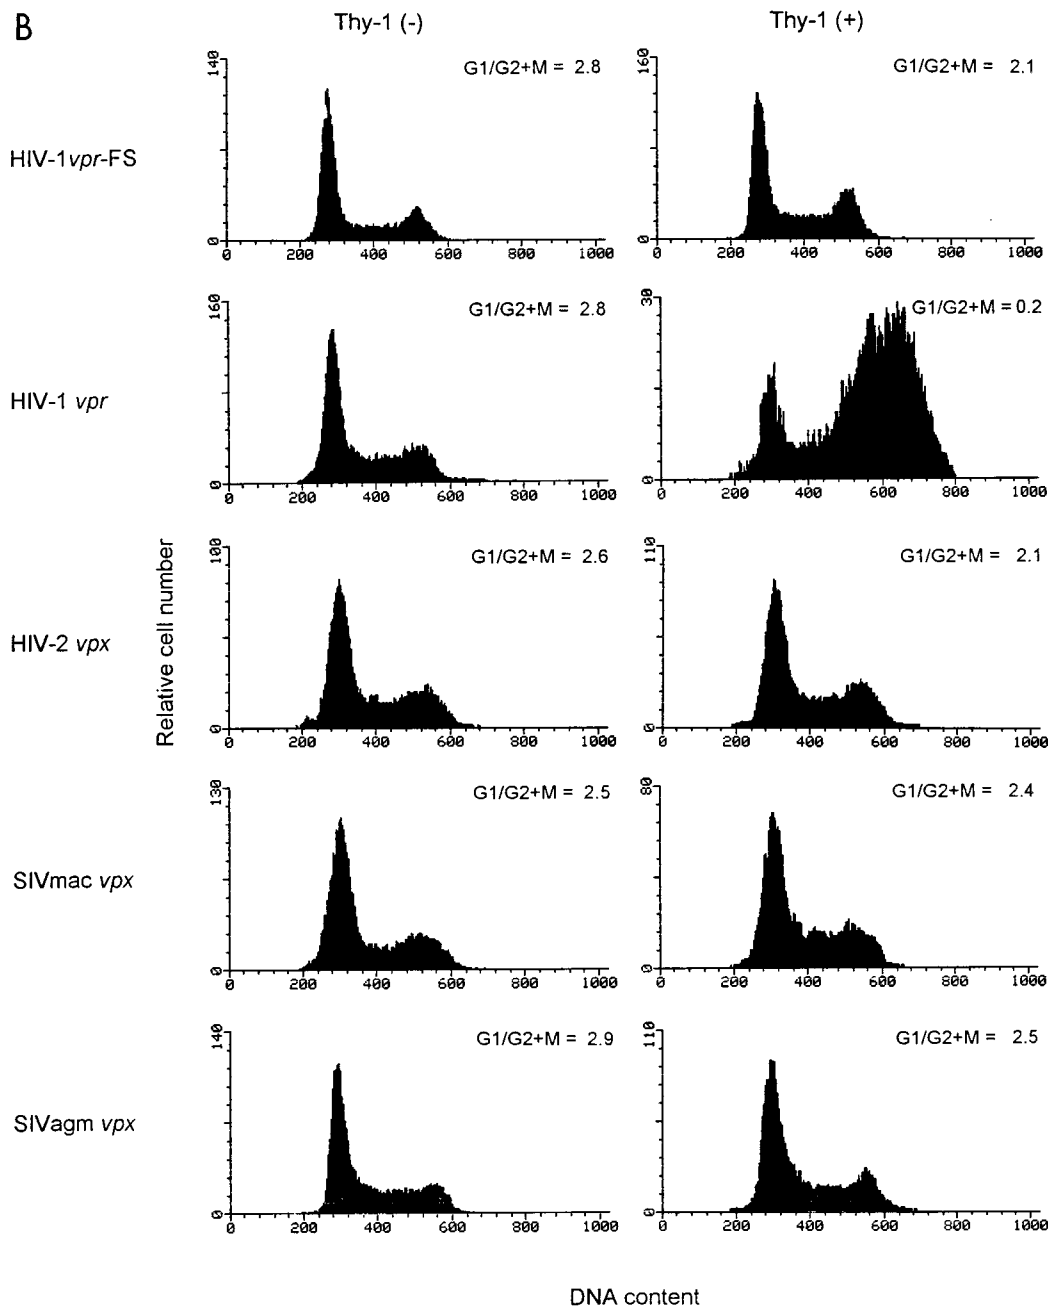 B
Thy-1 (-)
Thy-1 (+)
HIV-1vpr-FS
140
0
G1/G2+M = 2.8
0 200 400 600 800 1000
160
0
G1/G2+M = 2.1
0 200 400 600 800 1000
HIV-1 vpr
160
0
G1/G2+M = 2.8
0 200 400 600 800 1000
30
0
G1/G2+M = 0.2
0 200 400 600 800 1000
Relative cell number
HIV-2 vpx
100
0
G1/G2+M = 2.6
0 200 400 600 800 1000
110
0
G1/G2+M = 2.1
0 200 400 600 800 1000
SIVmac vpx
130
0
G1/G2+M = 2.5
0 200 400 600 800 1000
80
0
G1/G2+M = 2.4
0 200 400 600 800 1000
SIVagm vpx
140
0
G1/G2+M = 2.9
0 200 400 600 800 1000
110
0
G1/G2+M = 2.5
0 200 400 600 800 1000
DNA content